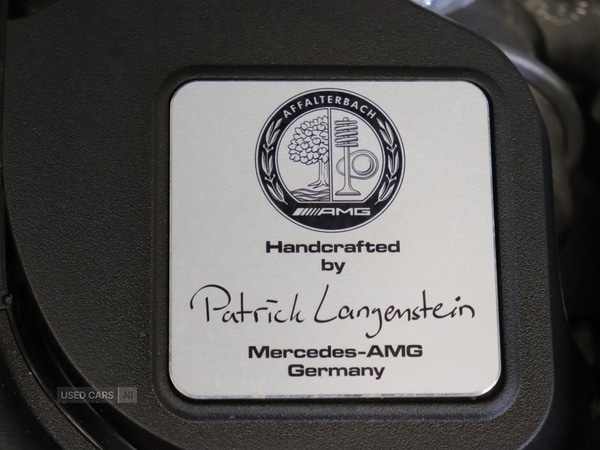 AFFALTERBACH
AMG
Handcrafted
by
Patrick Langenstein
Mercedes-AMG
Germany
USED CARS NI